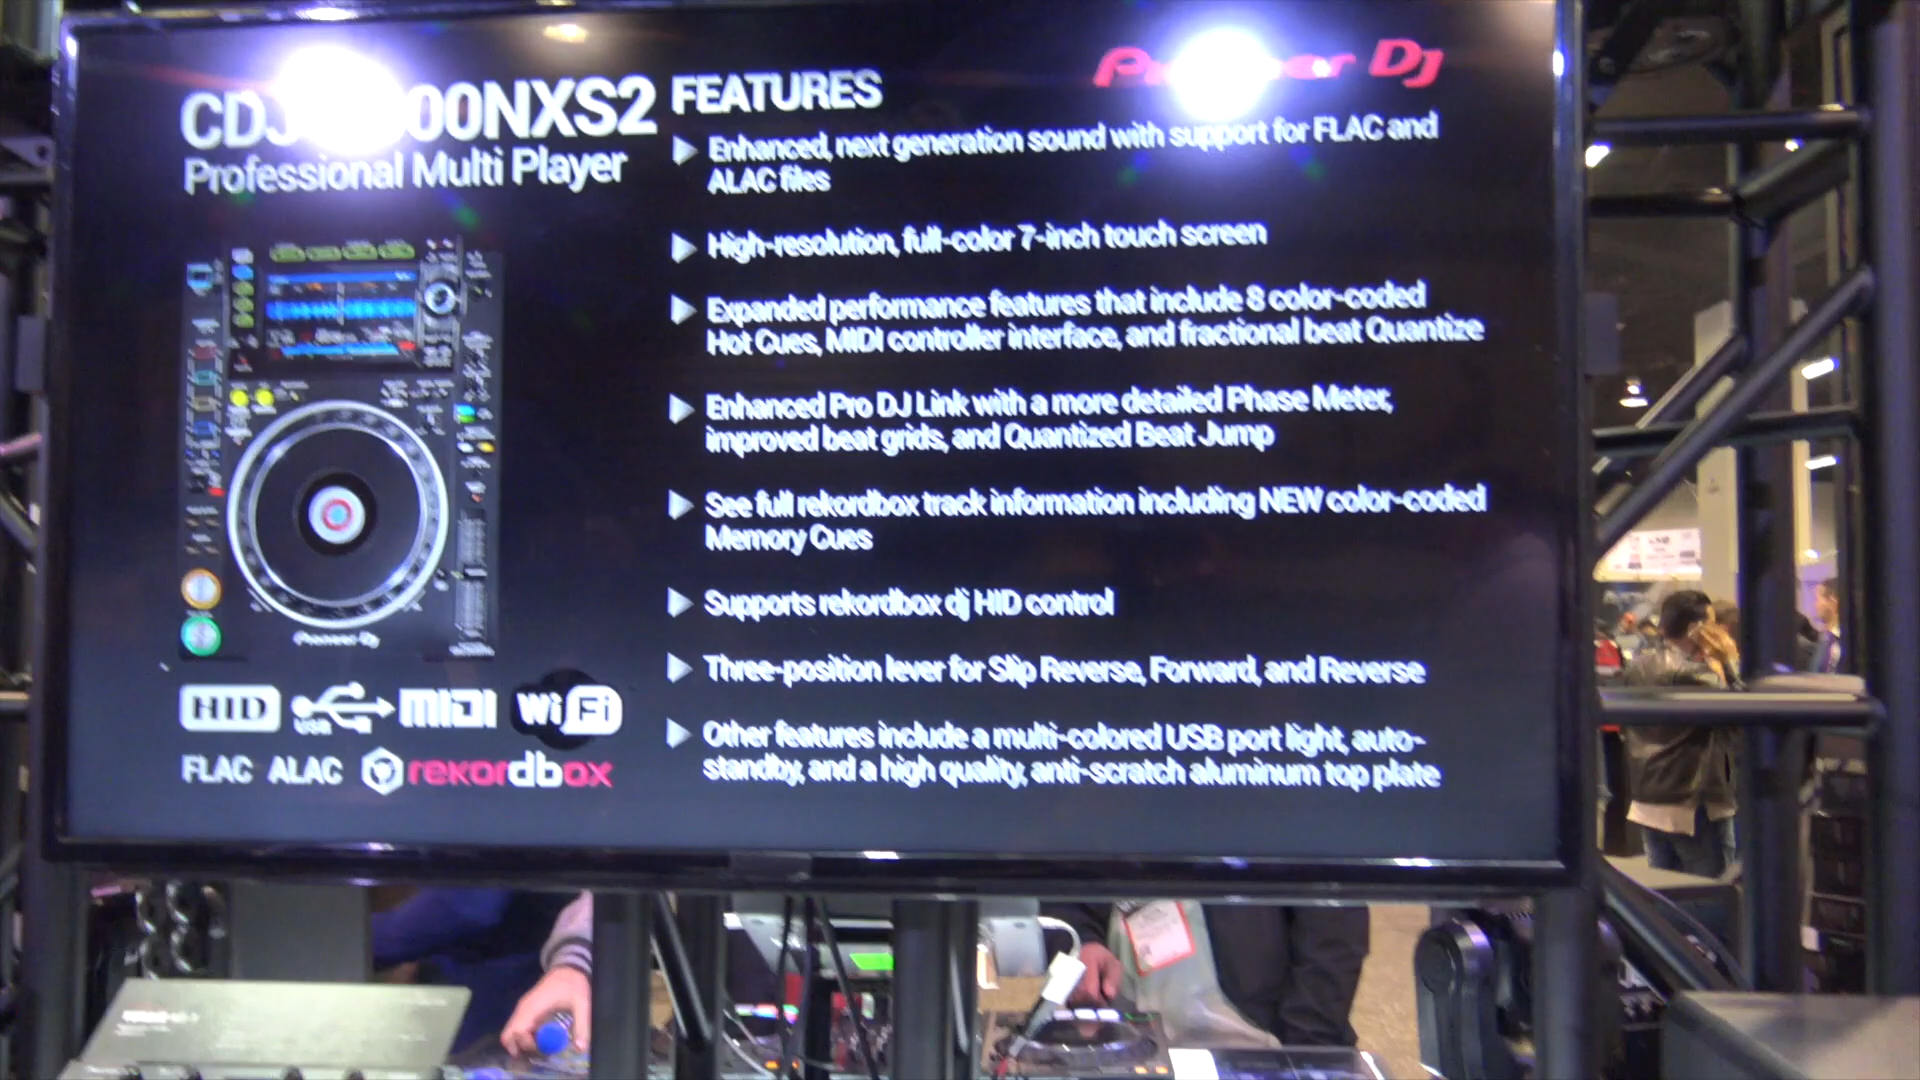 CDJ 00NXS2
Professional Multi Player
Pioneer Dj
HID
USB
MIDI
Wi Fi
FLAC ALAC rekordbox
Pioneer Dj
FEATURES
Enhanced, next generation sound with support for FLAC and
ALAC files
High-resolution, full-color 7-inch touch screen
Expanded performance features that include 8 color-coded
Hot Cues, MIDI controller interface, and fractional beat Quantize
Enhanced Pro DJ Link with a more detailed Phase Meter,
improved beat grids, and Quantized Beat Jump
See full rekordbox track information including NEW color-coded
Memory Cues
Supports rekordbox dj HID control
Three-position lever for Slip Reverse, Forward, and Reverse
Other features include a multi-colored USB port light, auto-
standby, and a high quality, anti-scratch aluminum top plate